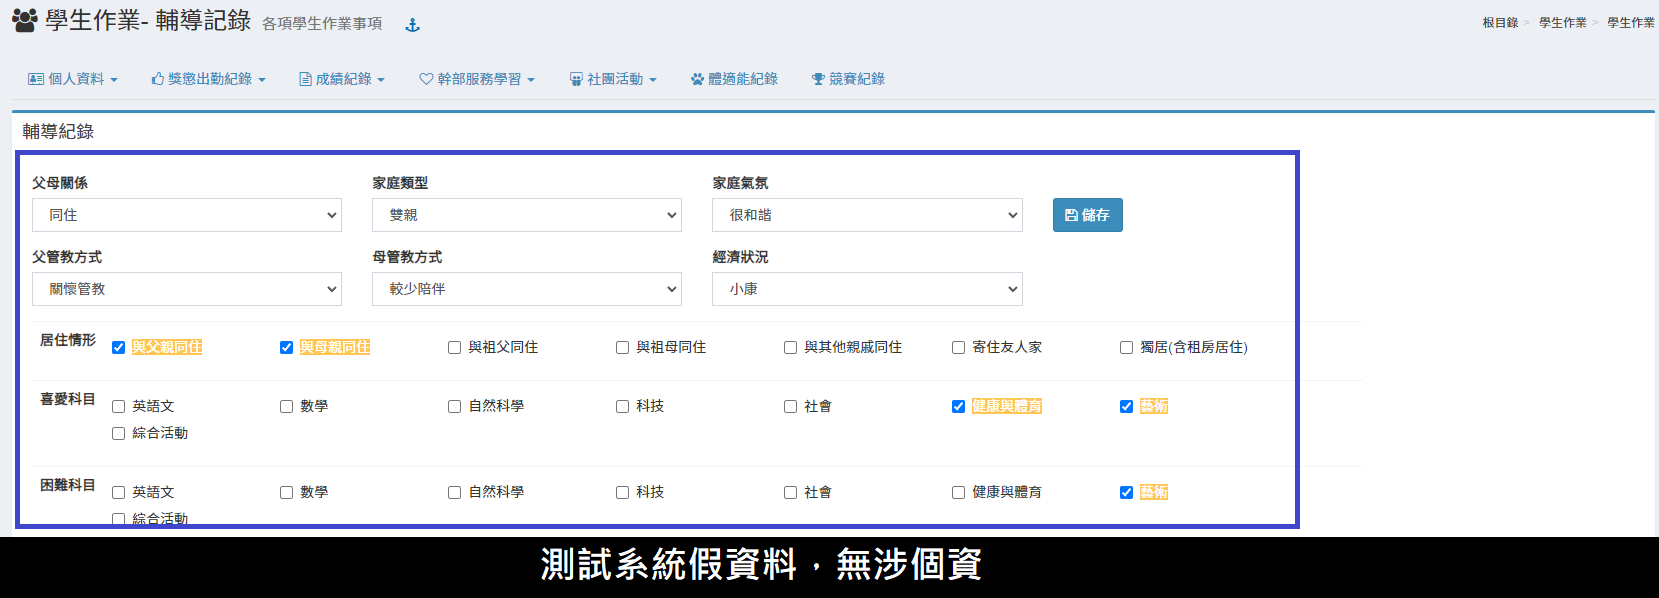 學生作業- 輔導記錄 各項學生作業事項
根目錄 > 學生作業 > 學生作業
個人資料 獎懲出勤紀錄 成績紀錄 幹部服務學習 社團活動 體適能紀錄 競賽紀錄
輔導紀錄
父母關係 家庭類型 家庭氣氛
同住 雙親 很和諧 儲存
父管教方式 母管教方式 經濟狀況
關懷管教 較少陪伴 小康
居住情形 與父親同住 與母親同住 與祖父同住 與祖母同住 與其他親戚同住 寄住友人家 獨居(含租房居住)
喜愛科目 英語文 數學 自然科學 科技 社會 健康與體育 藝術
綜合活動
困難科目 英語文 數學 自然科學 科技 社會 健康與體育 藝術
綜合活動
測試系統假資料，無涉個資